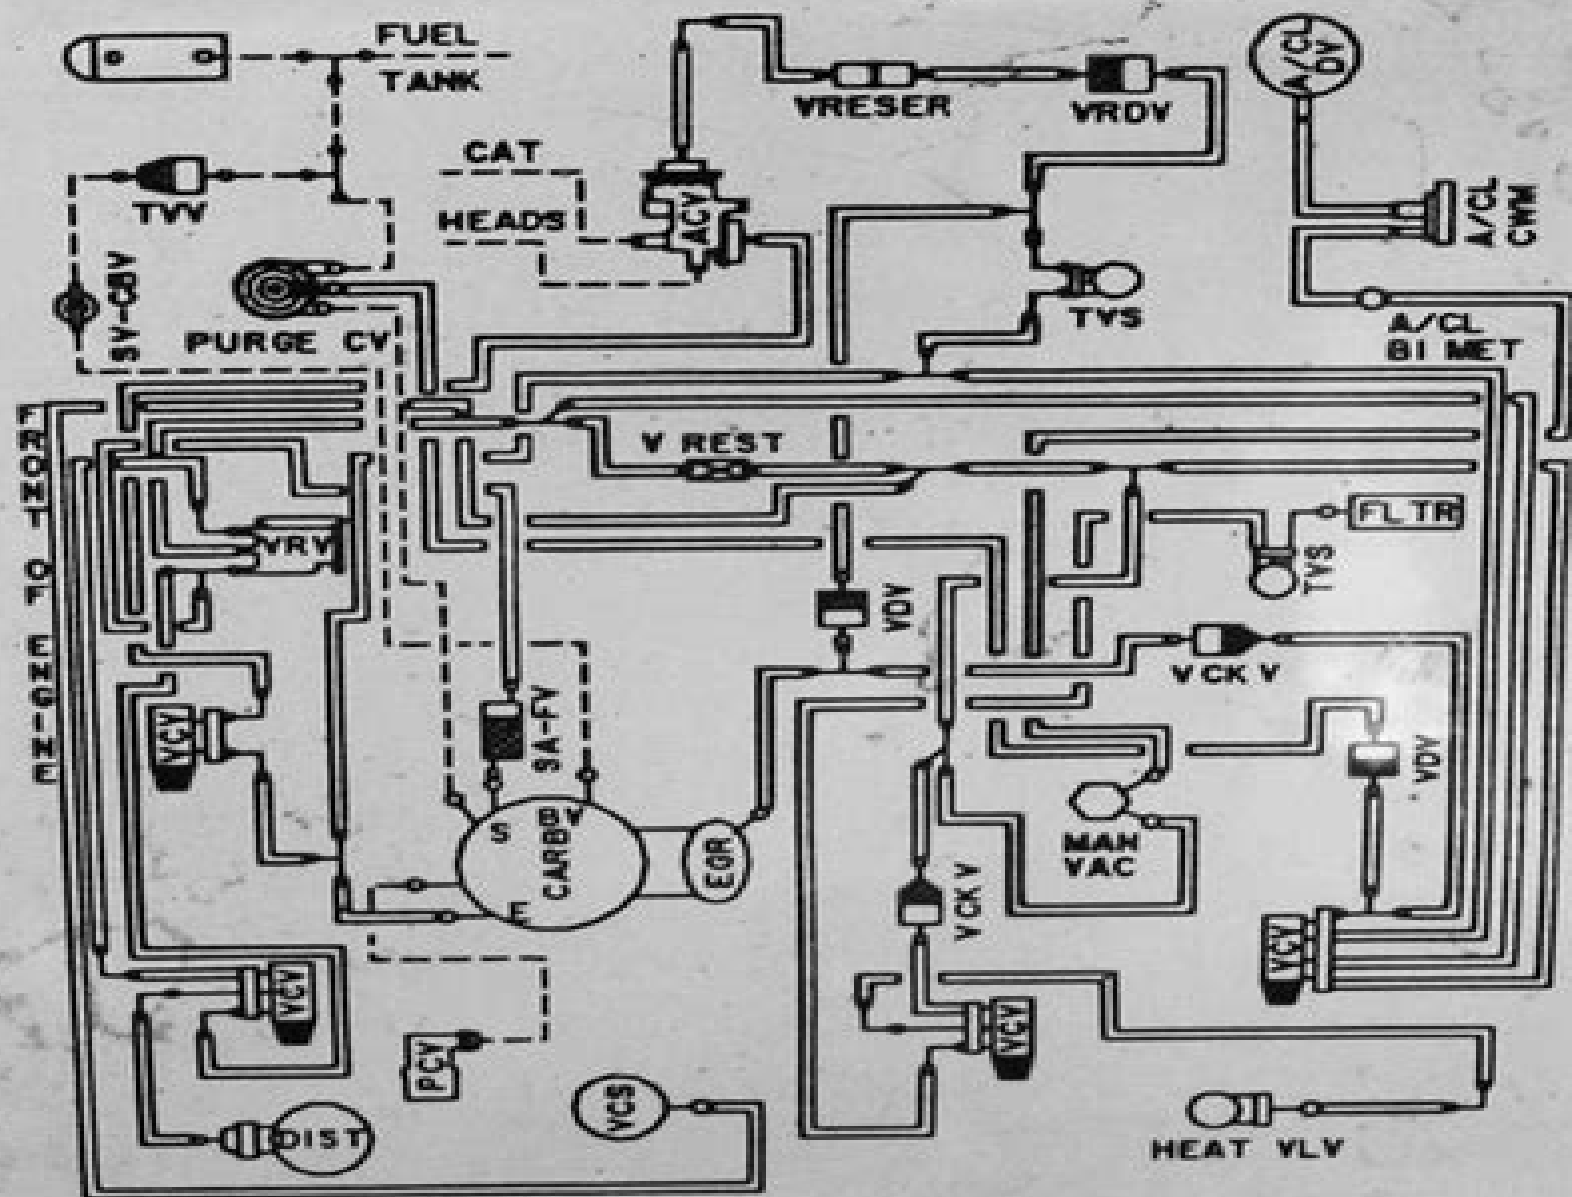 FUEL
TANK
VRESER
VRDV
A/CL
DV
CAT
HEADS
ACV
TVV
A/CL
CWM
SV-CBV
PURGE CV
TVS
A/CL
BI MET
FRONT OF ENGINE
V REST
FLTR
VRV
TVS
VDV
VCK V
VCV
SA-FV
VDV
S
BV
CARB
E
EGR
MAN
VAC
VCK V
VCV
VCV
VCV
PCV
VCS
DIST
HEAT VLV